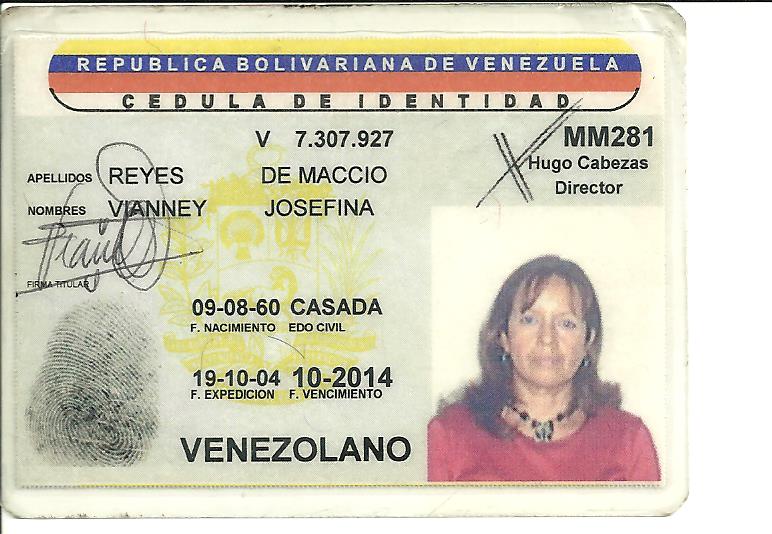 REPUBLICA BOLIVARIANA DE VENEZUELA
CEDULA DE IDENTIDAD
V 7.307.927
MM281
Hugo Cabezas
Director
APELLIDOS REYES DE MACCIO
NOMBRES VIANNEY JOSEFINA
FIRMA TITULAR
09-08-60 CASADA
F. NACIMIENTO EDO CIVIL
19-10-04 10-2014
F. EXPEDICION F. VENCIMIENTO
VENEZOLANO